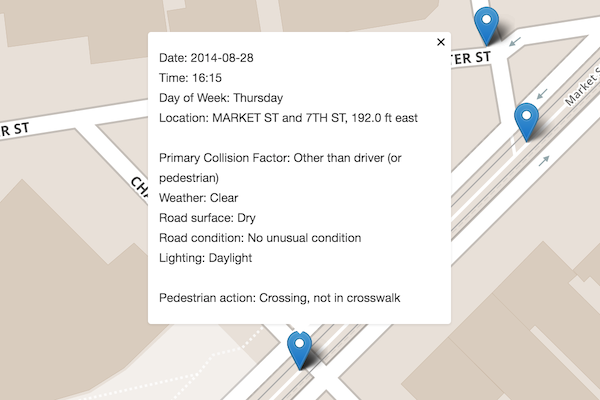 ×
Date: 2014-08-28
Time: 16:15
Day of Week: Thursday
Location: MARKET ST and 7TH ST, 192.0 ft east
Primary Collision Factor: Other than driver (or
pedestrian)
Weather: Clear
Road surface: Dry
Road condition: No unusual condition
Lighting: Daylight
Pedestrian action: Crossing, not in crosswalk
TER ST
Market S
R ST
CHA